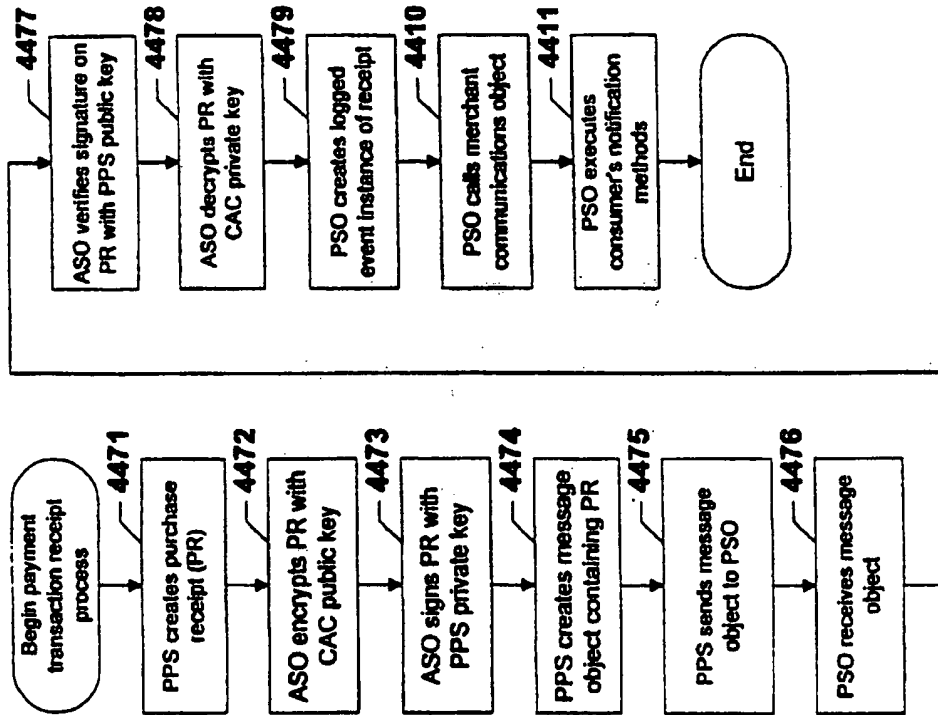 Begin payment
transaction receipt
process
4471
PPS creates purchase
receipt (PR)
4472
ASO encrypts PR with
CAC public key
4473
ASO signs PR with
PPS private key
4474
PPS creates message
object containing PR
4475
PPS sends message
object to PSO
4476
PSO receives message
object
4477
ASO verifies signature on
PR with PPS public key
4478
ASO decrypts PR with
CAC private key
4479
PSO creates logged
event instance of receipt
4410
PSO calls merchant
communications object
4411
PSO executes
consumer's notification
methods
End